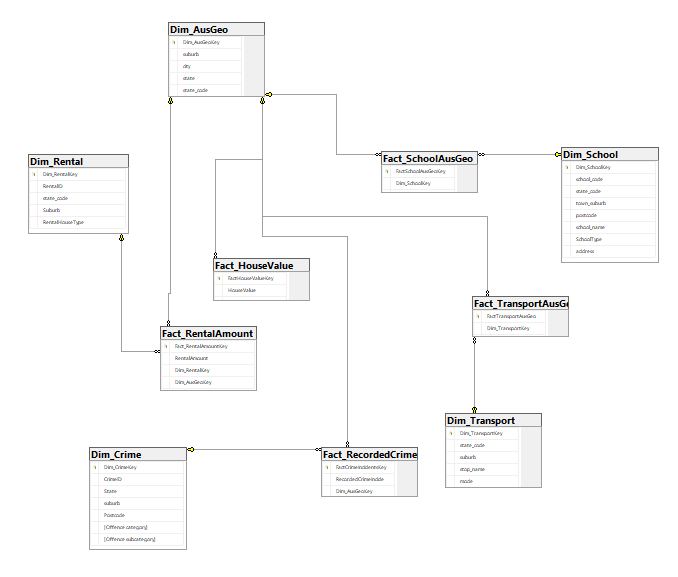 Dim_AusGeo
Dim_AusGeoKey
suburb
city
state
state_code
Dim_Rental
Dim_RentalKey
RentalID
state_code
Suburb
RentalHouseType
Fact_SchoolAusGeo
FactSchoolAusGeoKey
Dim_SchoolKey
Dim_School
Dim_SchoolKey
school_code
state_code
town_suburb
postcode
school_name
SchoolType
address
Fact_HouseValue
FactHouseValueKey
HouseValue
Fact_TransportAusGe
FactTransportAusGeo
Dim_TransportKey
Fact_RentalAmount
Fact_RentalAmountKey
RentalAmount
Dim_RentalKey
Dim_AusGeoKey
Dim_Transport
Dim_TransportKey
state_code
suburb
stop_name
mode
Dim_Crime
Dim_CrimeKey
CrimeID
State
suburb
Postcode
[Offence category]
[Offence subcategory]
Fact_RecordedCrime
FactCrimeIncidentsKey
RecordedCrimeIndde
Dim_AusGeoKey